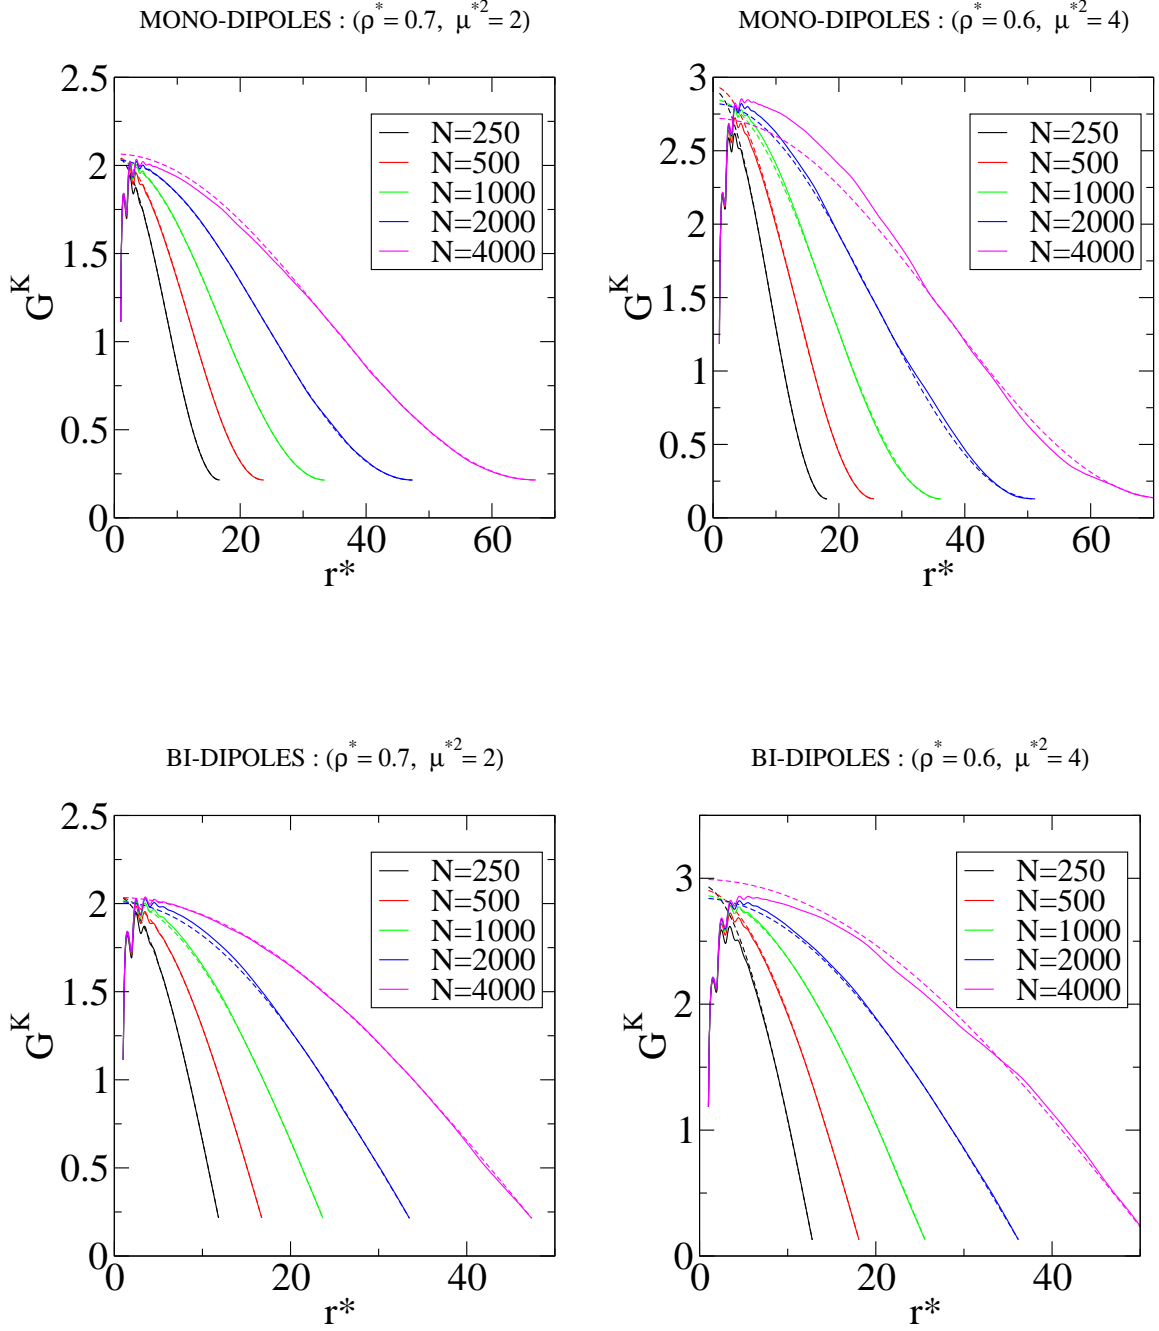 MONO-DIPOLES : (ρ* = 0.7, μ*2 = 2)
MONO-DIPOLES : (ρ* = 0.6, μ*2 = 4)
2.5
2
1.5
1
0.5
0
G^K
N=250
N=500
N=1000
N=2000
N=4000
0 20 40 60
r*
3
2.5
2
1.5
1
0.5
0
G^K
N=250
N=500
N=1000
N=2000
N=4000
0 20 40 60
r*
BI-DIPOLES : (ρ* = 0.7, μ*2 = 2)
BI-DIPOLES : (ρ* = 0.6, μ*2 = 4)
2.5
2
1.5
1
0.5
0
G^K
N=250
N=500
N=1000
N=2000
N=4000
0 20 40
r*
3
2
1
0
G^K
N=250
N=500
N=1000
N=2000
N=4000
0 20 40
r*